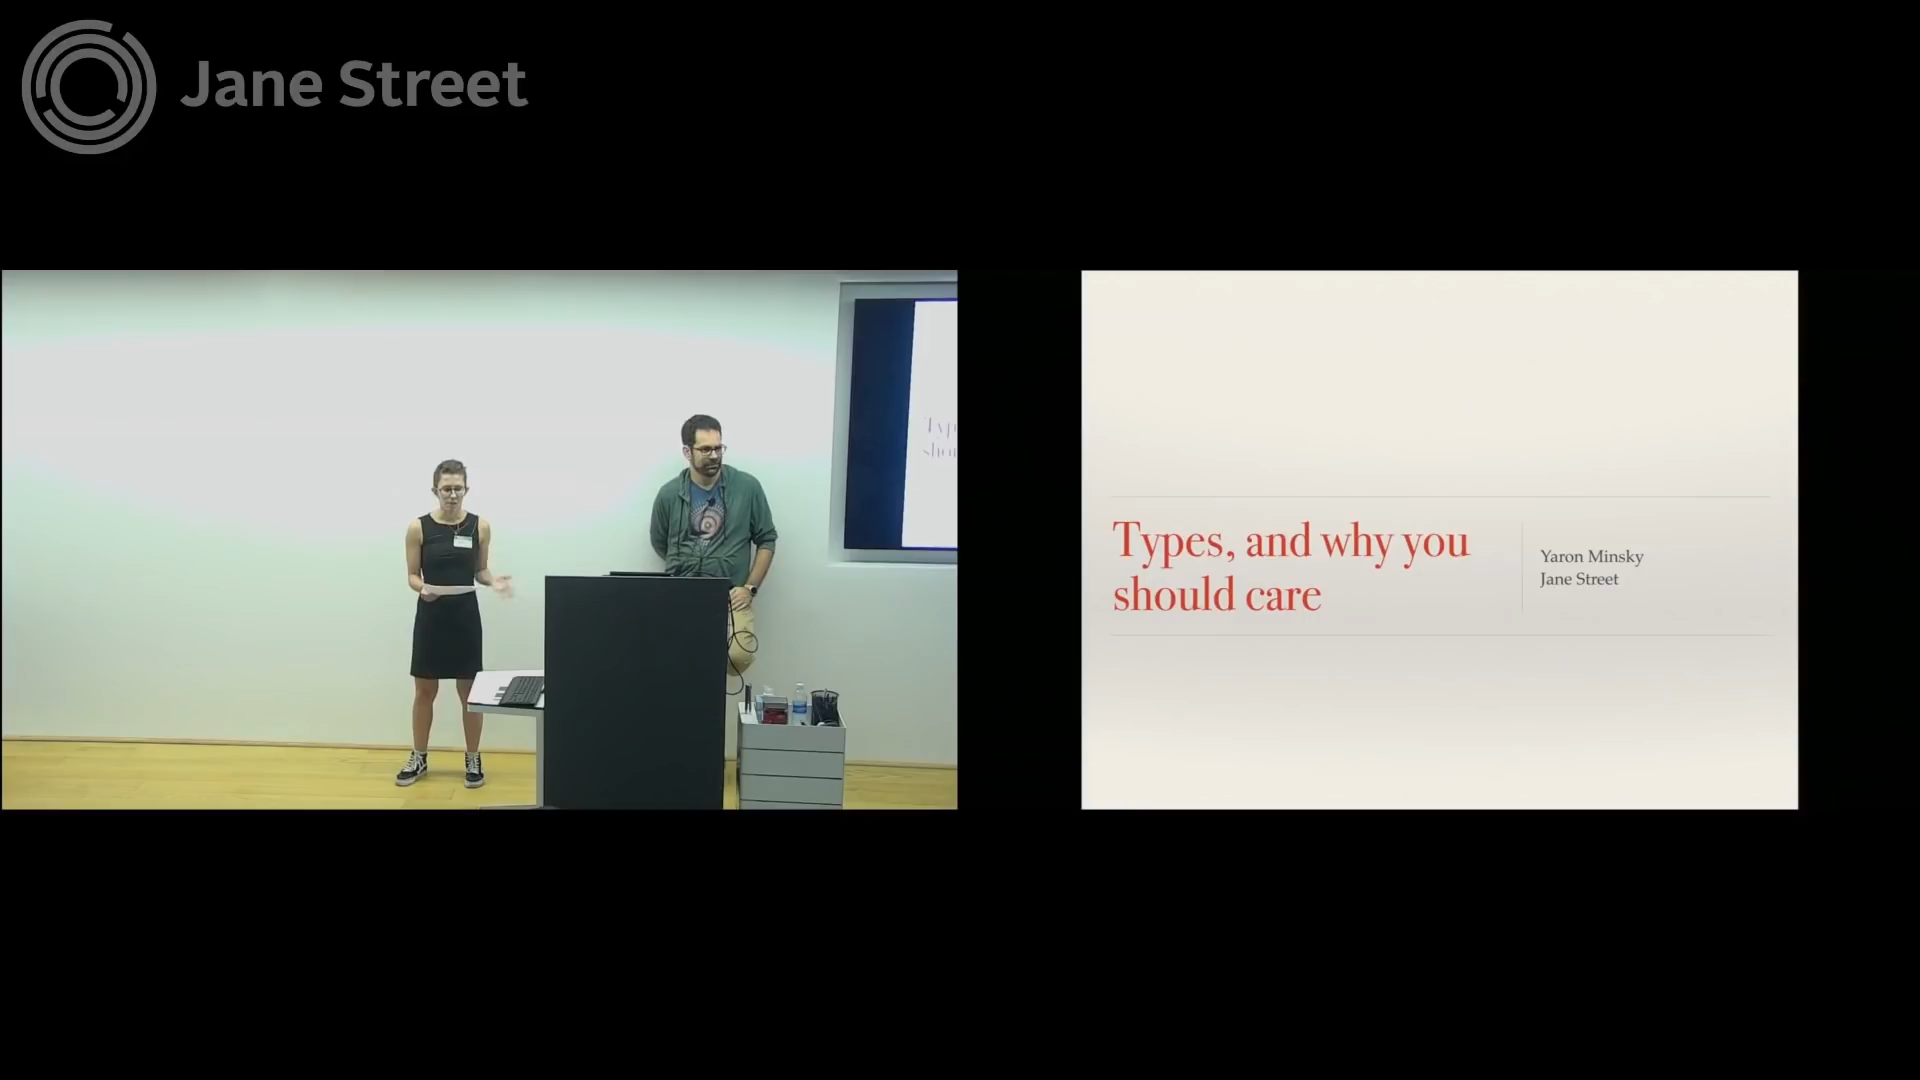 Jane Street
Types, and why you
should care
Yaron Minsky
Jane Street